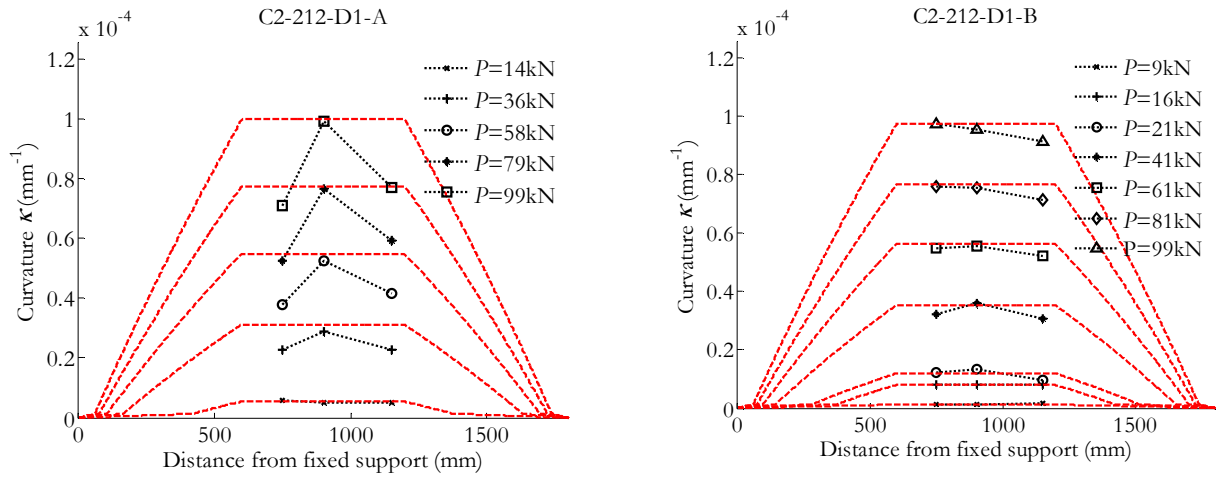 C2-212-D1-A
x 10-4
1.2
1
0.8
0.6
0.4
0.2
0
Curvature κ (mm-1)
0
500
1000
1500
Distance from fixed support (mm)
P=14kN
P=36kN
P=58kN
P=79kN
P=99kN
C2-212-D1-B
x 10-4
1.2
1
0.8
0.6
0.4
0.2
0
Curvature κ (mm-1)
0
500
1000
1500
Distance from fixed support (mm)
P=9kN
P=16kN
P=21kN
P=41kN
P=61kN
P=81kN
P=99kN